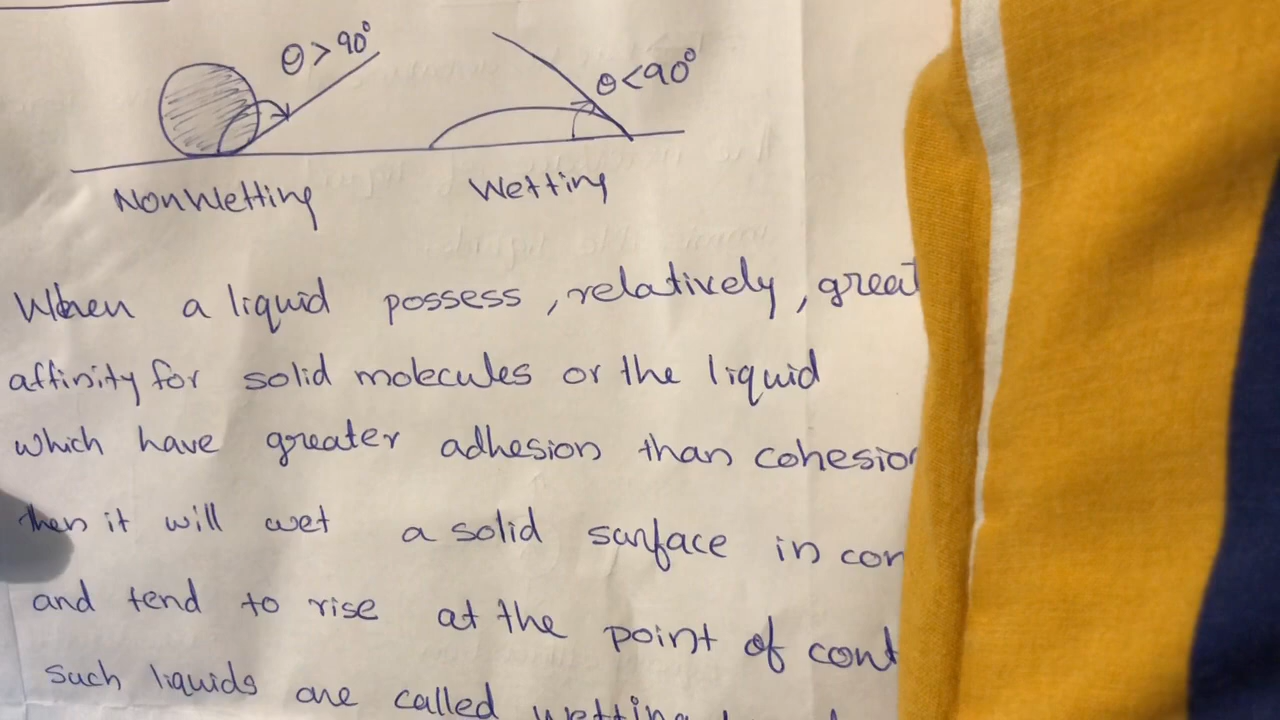 θ > 90° θ < 90°
NonWetting Wetting
When a liquid possess, relatively, great
affinity for solid molecules or the liquid
which have greater adhesion than cohesion
then it will wet a solid surface in con
and tend to rise at the point of cont
such liquids are called wetting